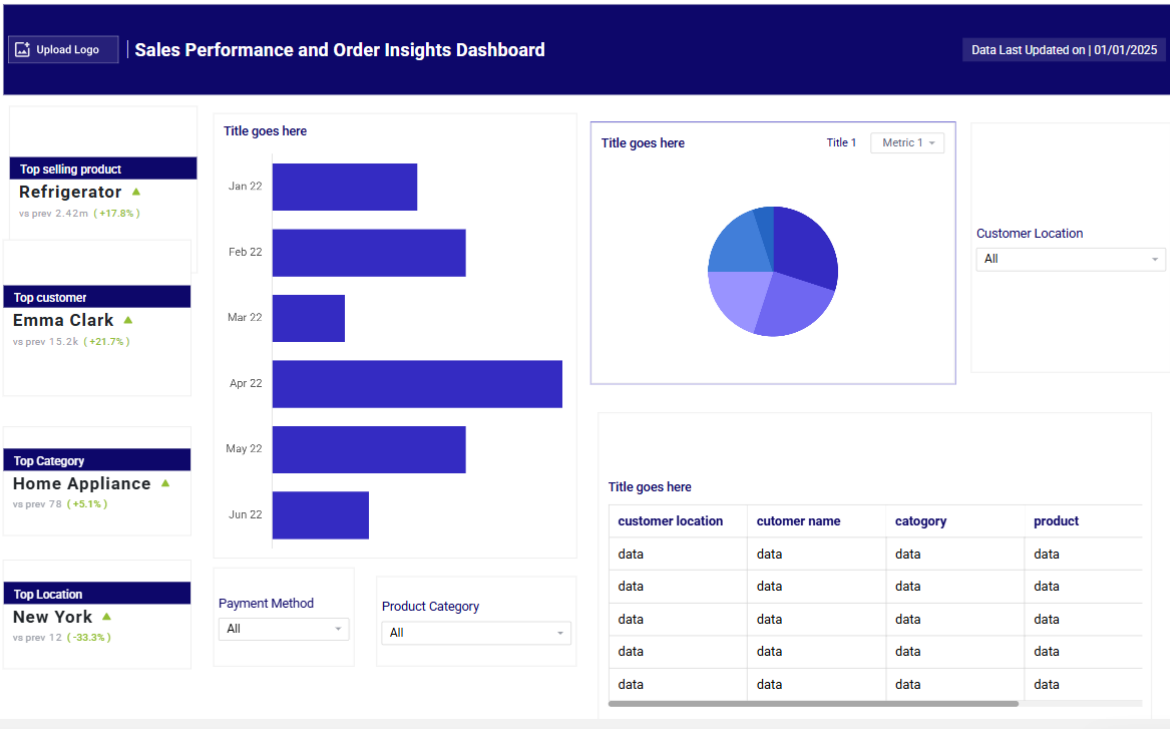 Upload Logo
Sales Performance and Order Insights Dashboard
Data Last Updated on | 01/01/2025
Top selling product
Refrigerator
vs prev 2.42m (+17.8%)
Top customer
Emma Clark
vs prev 15.2k (+21.7%)
Top Category
Home Appliance
vs prev 78 (+5.1%)
Top Location
New York
vs prev 12 (-33.3%)
Title goes here
Jan 22
Feb 22
Mar 22
Apr 22
May 22
Jun 22
Payment Method
All
Product Category
All
Title goes here
Title 1
Metric 1
Customer Location
All
Title goes here
customer location cutomer name catogory product
data data data data
data data data data
data data data data
data data data data
data data data data